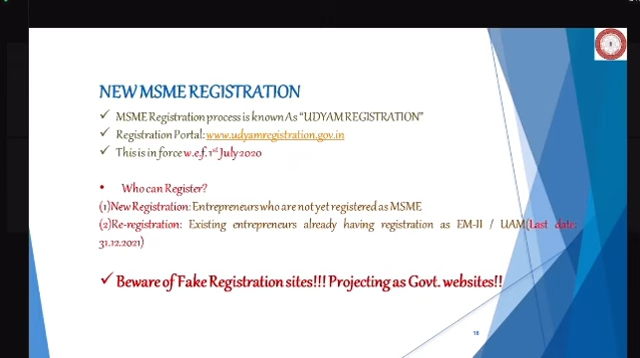 NEW MSME REGISTRATION
✓ MSME Registration process is known As "UDYAM REGISTRATION"
✓ Registration Portal: www.udyamregistration.gov.in
✓ This is in force w.e.f. 1st July 2020
• Who can Register?
(1)New Registration: Entrepreneurs who are not yet registered as MSME
(2)Re-registration: Existing entrepreneurs already having registration as EM-II / UAM(Last date:
31.12.2021)
✓ Beware of Fake Registration sites!!! Projecting as Govt. websites!!